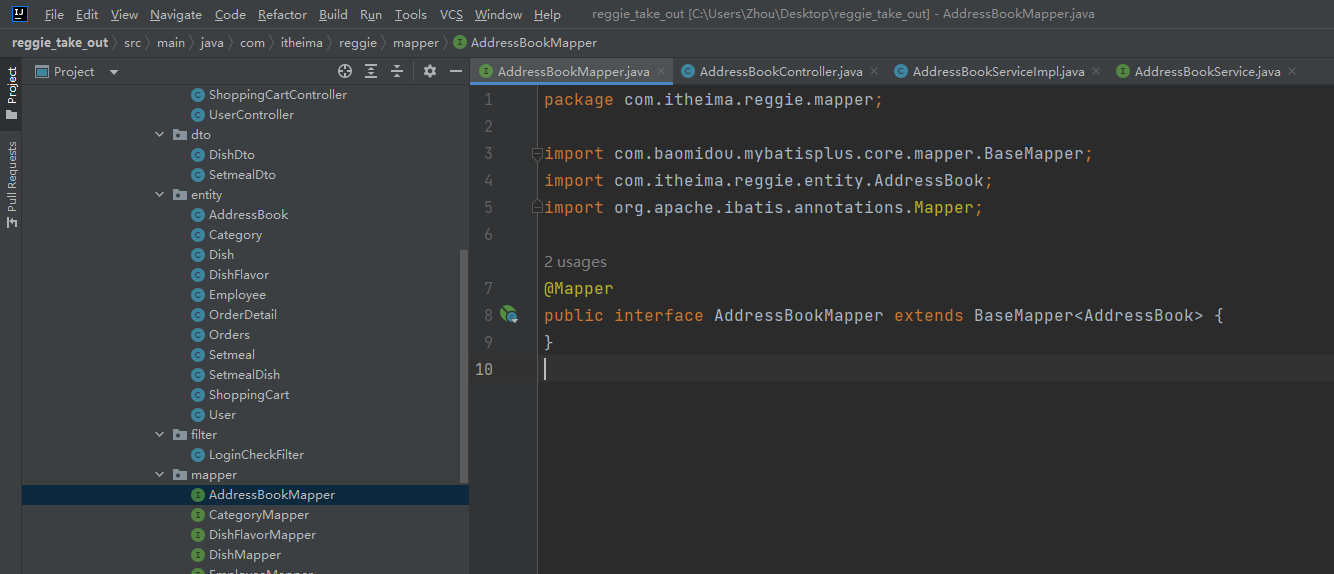 File Edit View Navigate Code Refactor Build Run Tools VCS Window Help reggie_take_out [C:\Users\Zhou\Desktop\reggie_take_out] - AddressBookMapper.java
reggie_take_out src main java com itheima reggie mapper AddressBookMapper
Project
Pull Requests
Project
ShoppingCartController
UserController
dto
DishDto
SetmealDto
entity
AddressBook
Category
Dish
DishFlavor
Employee
OrderDetail
Orders
Setmeal
SetmealDish
ShoppingCart
User
filter
LoginCheckFilter
mapper
AddressBookMapper
CategoryMapper
DishFlavorMapper
DishMapper
EmployeeMapper
AddressBookMapper.java AddressBookController.java AddressBookServiceImpl.java AddressBookService.java
1 package com.itheima.reggie.mapper;
2
3 import com.baomidou.mybatisplus.core.mapper.BaseMapper;
4 import com.itheima.reggie.entity.AddressBook;
5 import org.apache.ibatis.annotations.Mapper;
6
2 usages
7 @Mapper
8 public interface AddressBookMapper extends BaseMapper<AddressBook> {
9 }
10